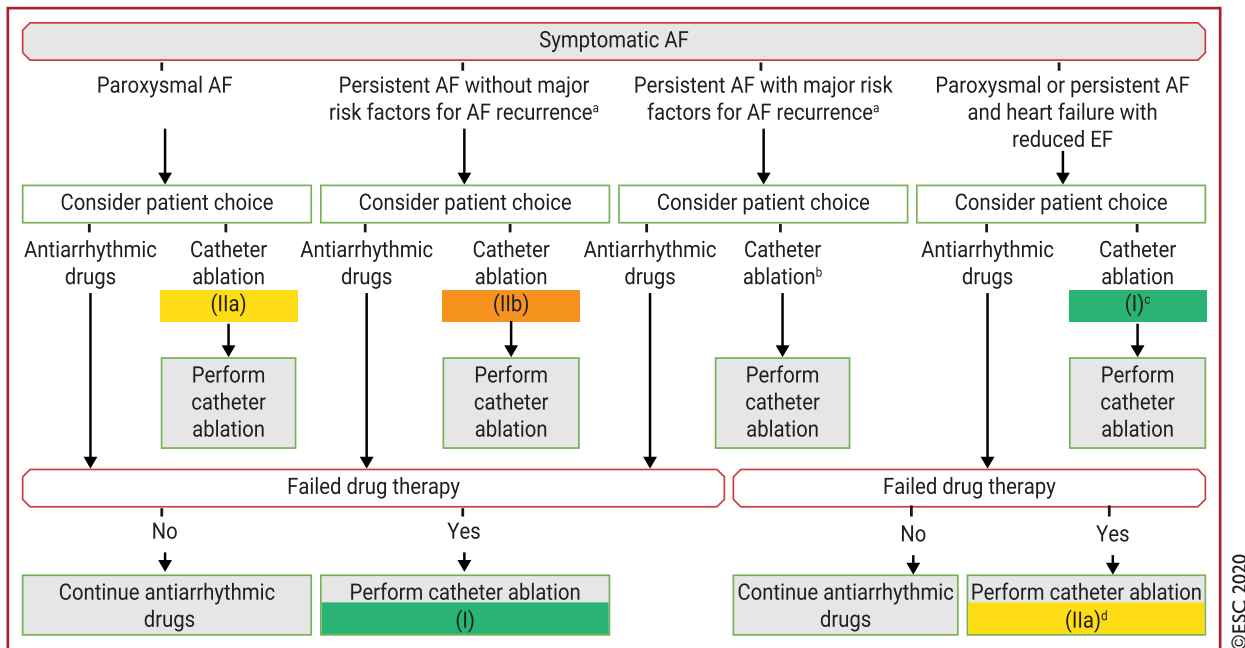 Symptomatic AF
Paroxysmal AF
Persistent AF without major
risk factors for AF recurrenceᵃ
Persistent AF with major risk
factors for AF recurrenceᵃ
Paroxysmal or persistent AF
and heart failure with
reduced EF
Consider patient choice
Consider patient choice
Consider patient choice
Consider patient choice
Antiarrhythmic
drugs
Catheter
ablation
(IIa)
Antiarrhythmic
drugs
Catheter
ablation
(IIb)
Antiarrhythmic
drugs
Catheter
ablationᵇ
Antiarrhythmic
drugs
Catheter
ablation
(I)ᶜ
Perform
catheter
ablation
Perform
catheter
ablation
Perform
catheter
ablation
Perform
catheter
ablation
Failed drug therapy
Failed drug therapy
No
Yes
No
Yes
Continue antiarrhythmic
drugs
Perform catheter ablation
(I)
Continue antiarrhythmic
drugs
Perform catheter ablation
(IIa)ᵈ
©ESC 2020